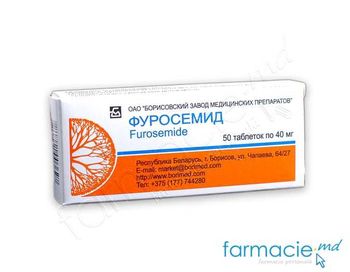 ОАО "БОРИСОВСКИЙ ЗАВОД МЕДИЦИНСКИХ ПРЕПАРАТОВ"
ФУРОСЕМИД
Furosemide
50 таблеток по 40 мг
Республика Беларусь, г. Борисов, ул. Чапаева, 64/27
E-mail: market@borimed.com
http://www.borimed.com
Тел: +375 (177) 744280
farmacie.md